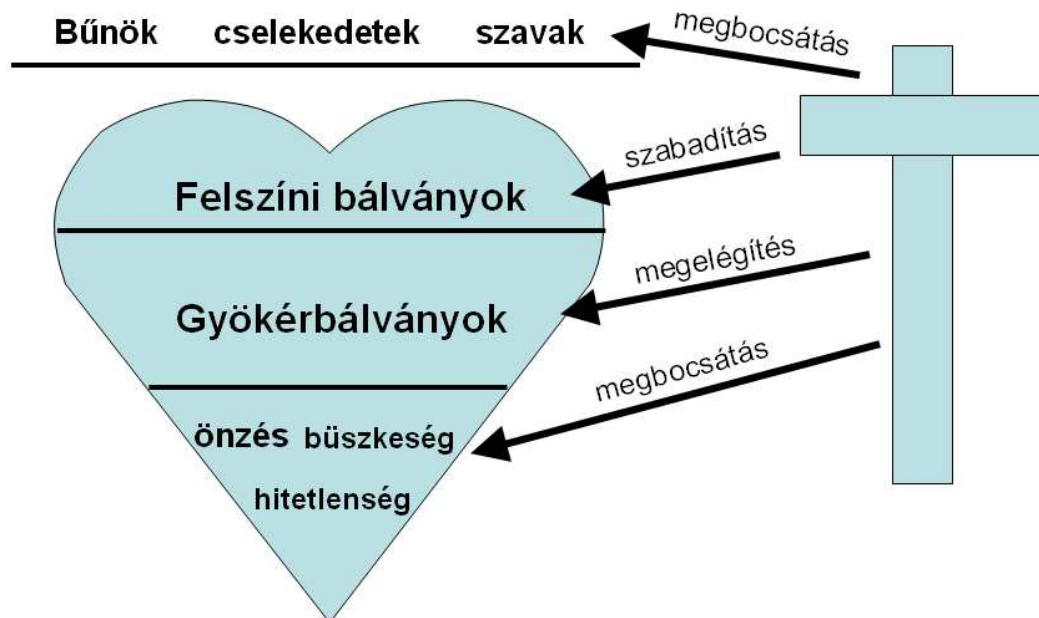 Bűnök cselekedetek szavak
megbocsátás
szabadítás
Felszíni bálványok
megelégítés
Gyökérbálványok
megbocsátás
önzés büszkeség
hitetlenség